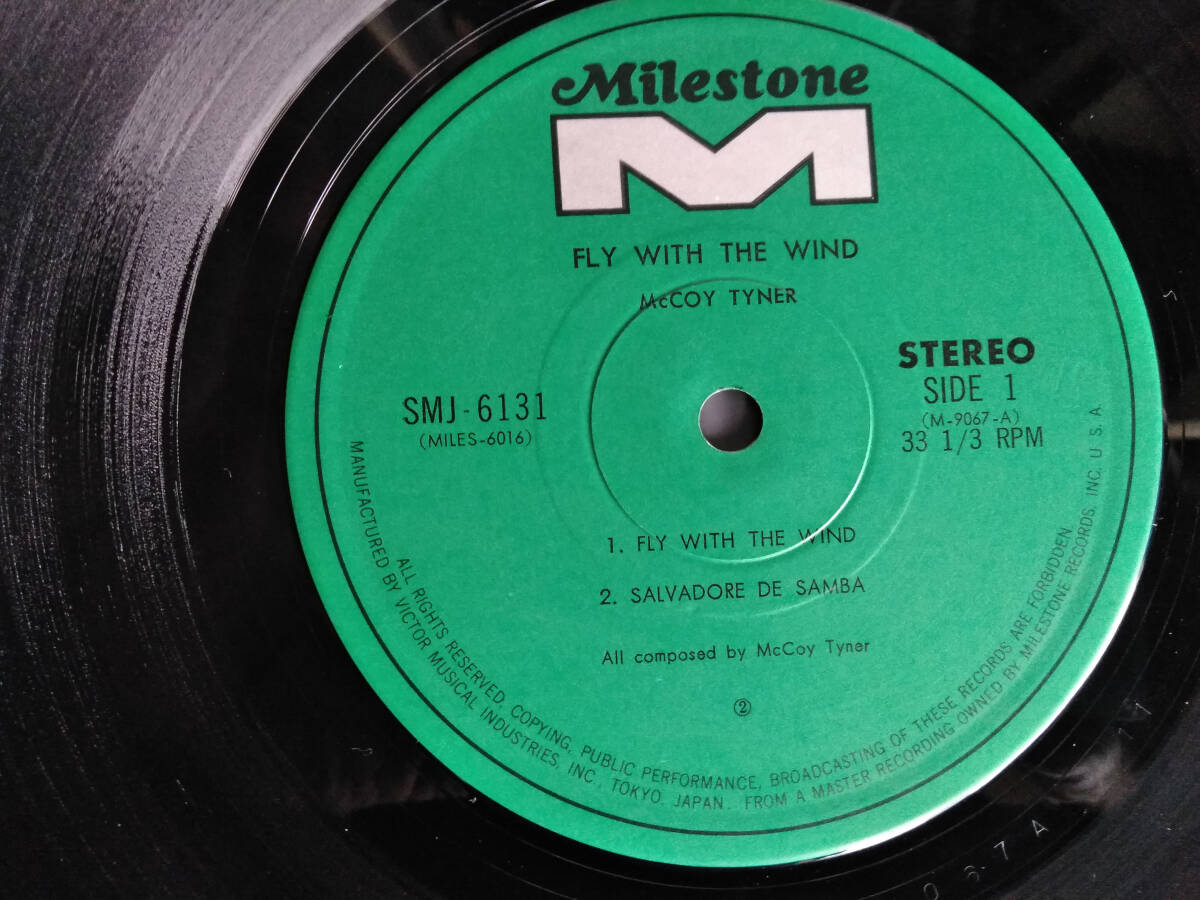 Milestone
M
FLY WITH THE WIND
McCOY TYNER
STEREO
SMJ-6131
SIDE 1
(MILES-6016)
(M-9067-A)
33 1/3 RPM
1. FLY WITH THE WIND
2. SALVADORE DE SAMBA
All composed by McCoy Tyner
②
ALL RIGHTS RESERVED. COPYING, PUBLIC PERFORMANCE, BROADCASTING OF THESE RECORDS ARE FORBIDDEN
MANUFACTURED BY VICTOR MUSICAL INDUSTRIES, INC., TOKYO, JAPAN. FROM A MASTER RECORDING OWNED BY MILESTONE RECORDS, INC. U.S.A.